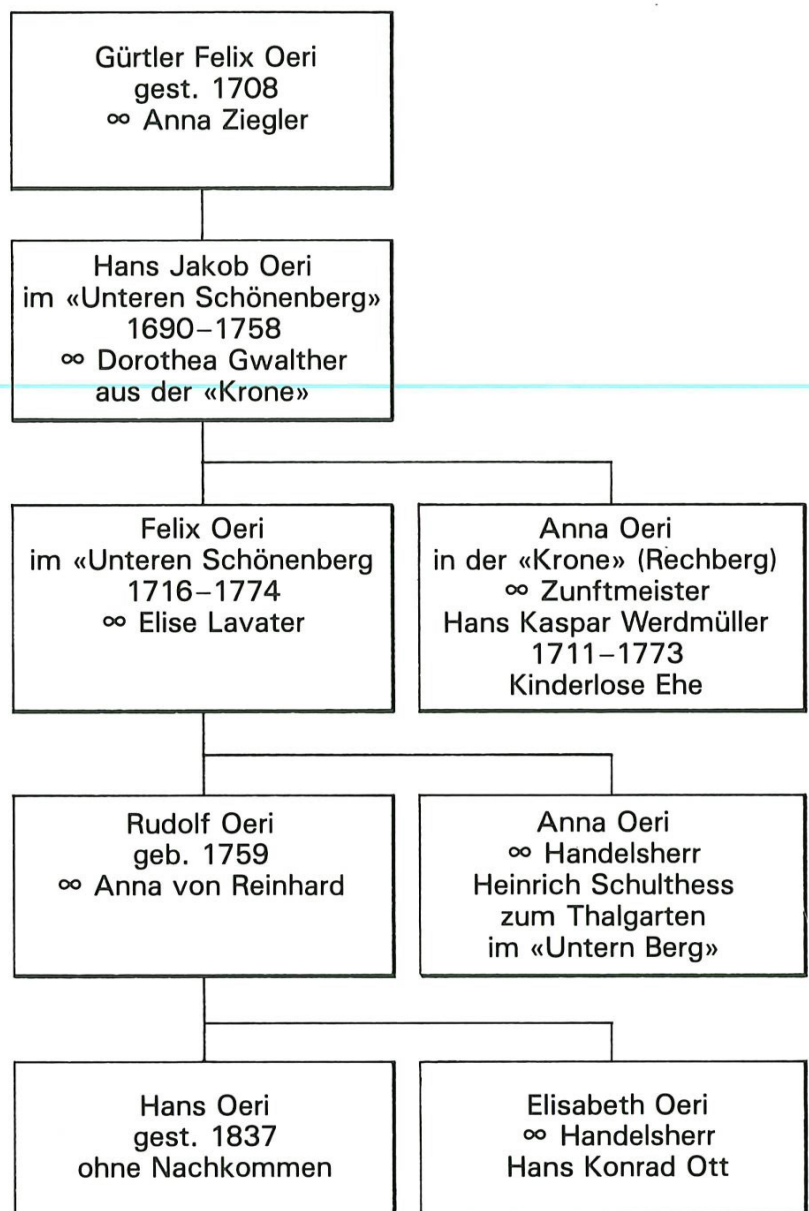 Gürtler Felix Oeri
gest. 1708
∞ Anna Ziegler
Hans Jakob Oeri
im «Unteren Schönenberg»
1690–1758
∞ Dorothea Gwalther
aus der «Krone»
Felix Oeri
im «Unteren Schönenberg
1716–1774
∞ Elise Lavater
Anna Oeri
in der «Krone» (Rechberg)
∞ Zunftmeister
Hans Kaspar Werdmüller
1711–1773
Kinderlose Ehe
Rudolf Oeri
geb. 1759
∞ Anna von Reinhard
Anna Oeri
∞ Handelsherr
Heinrich Schulthess
zum Thalgarten
im «Untern Berg»
Hans Oeri
gest. 1837
ohne Nachkommen
Elisabeth Oeri
∞ Handelsherr
Hans Konrad Ott